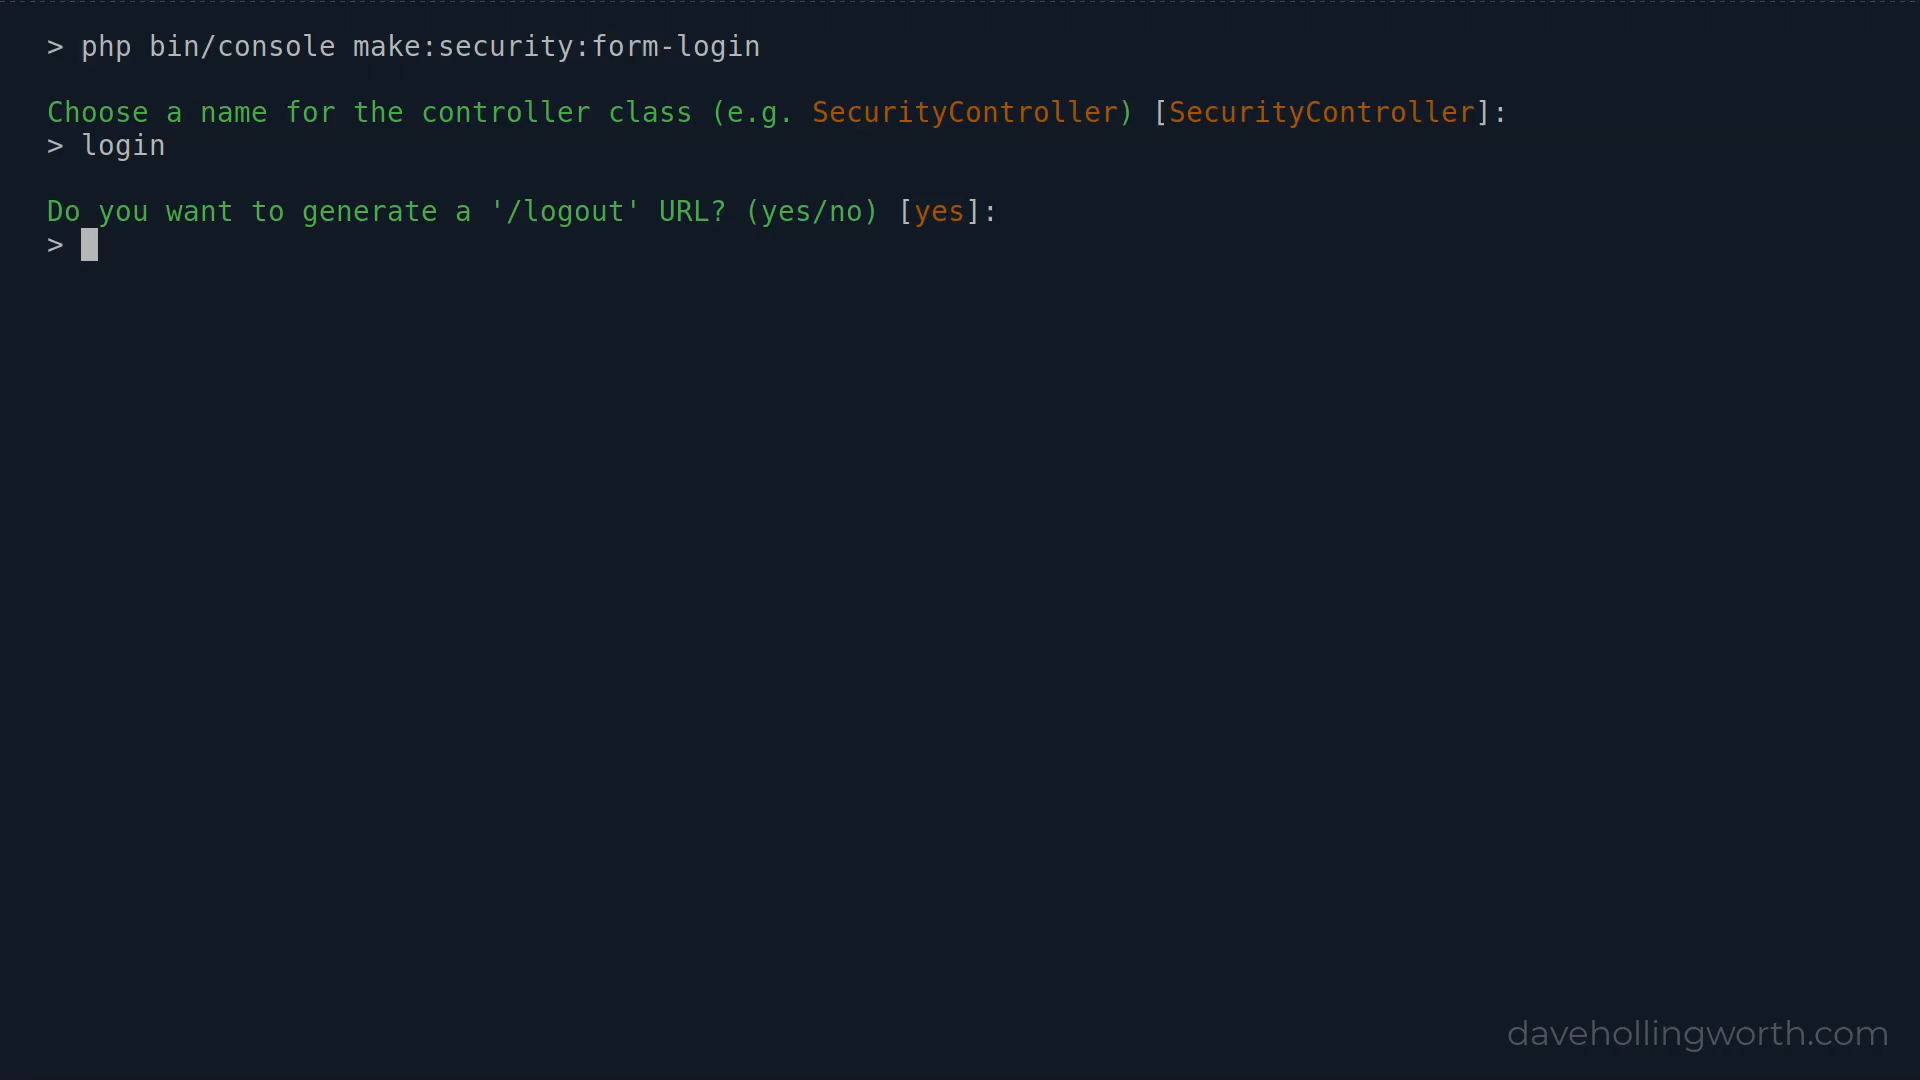 > php bin/console make:security:form-login
Choose a name for the controller class (e.g. SecurityController) [SecurityController]:
> login
Do you want to generate a '/logout' URL? (yes/no) [yes]:
>
davehollingworth.com